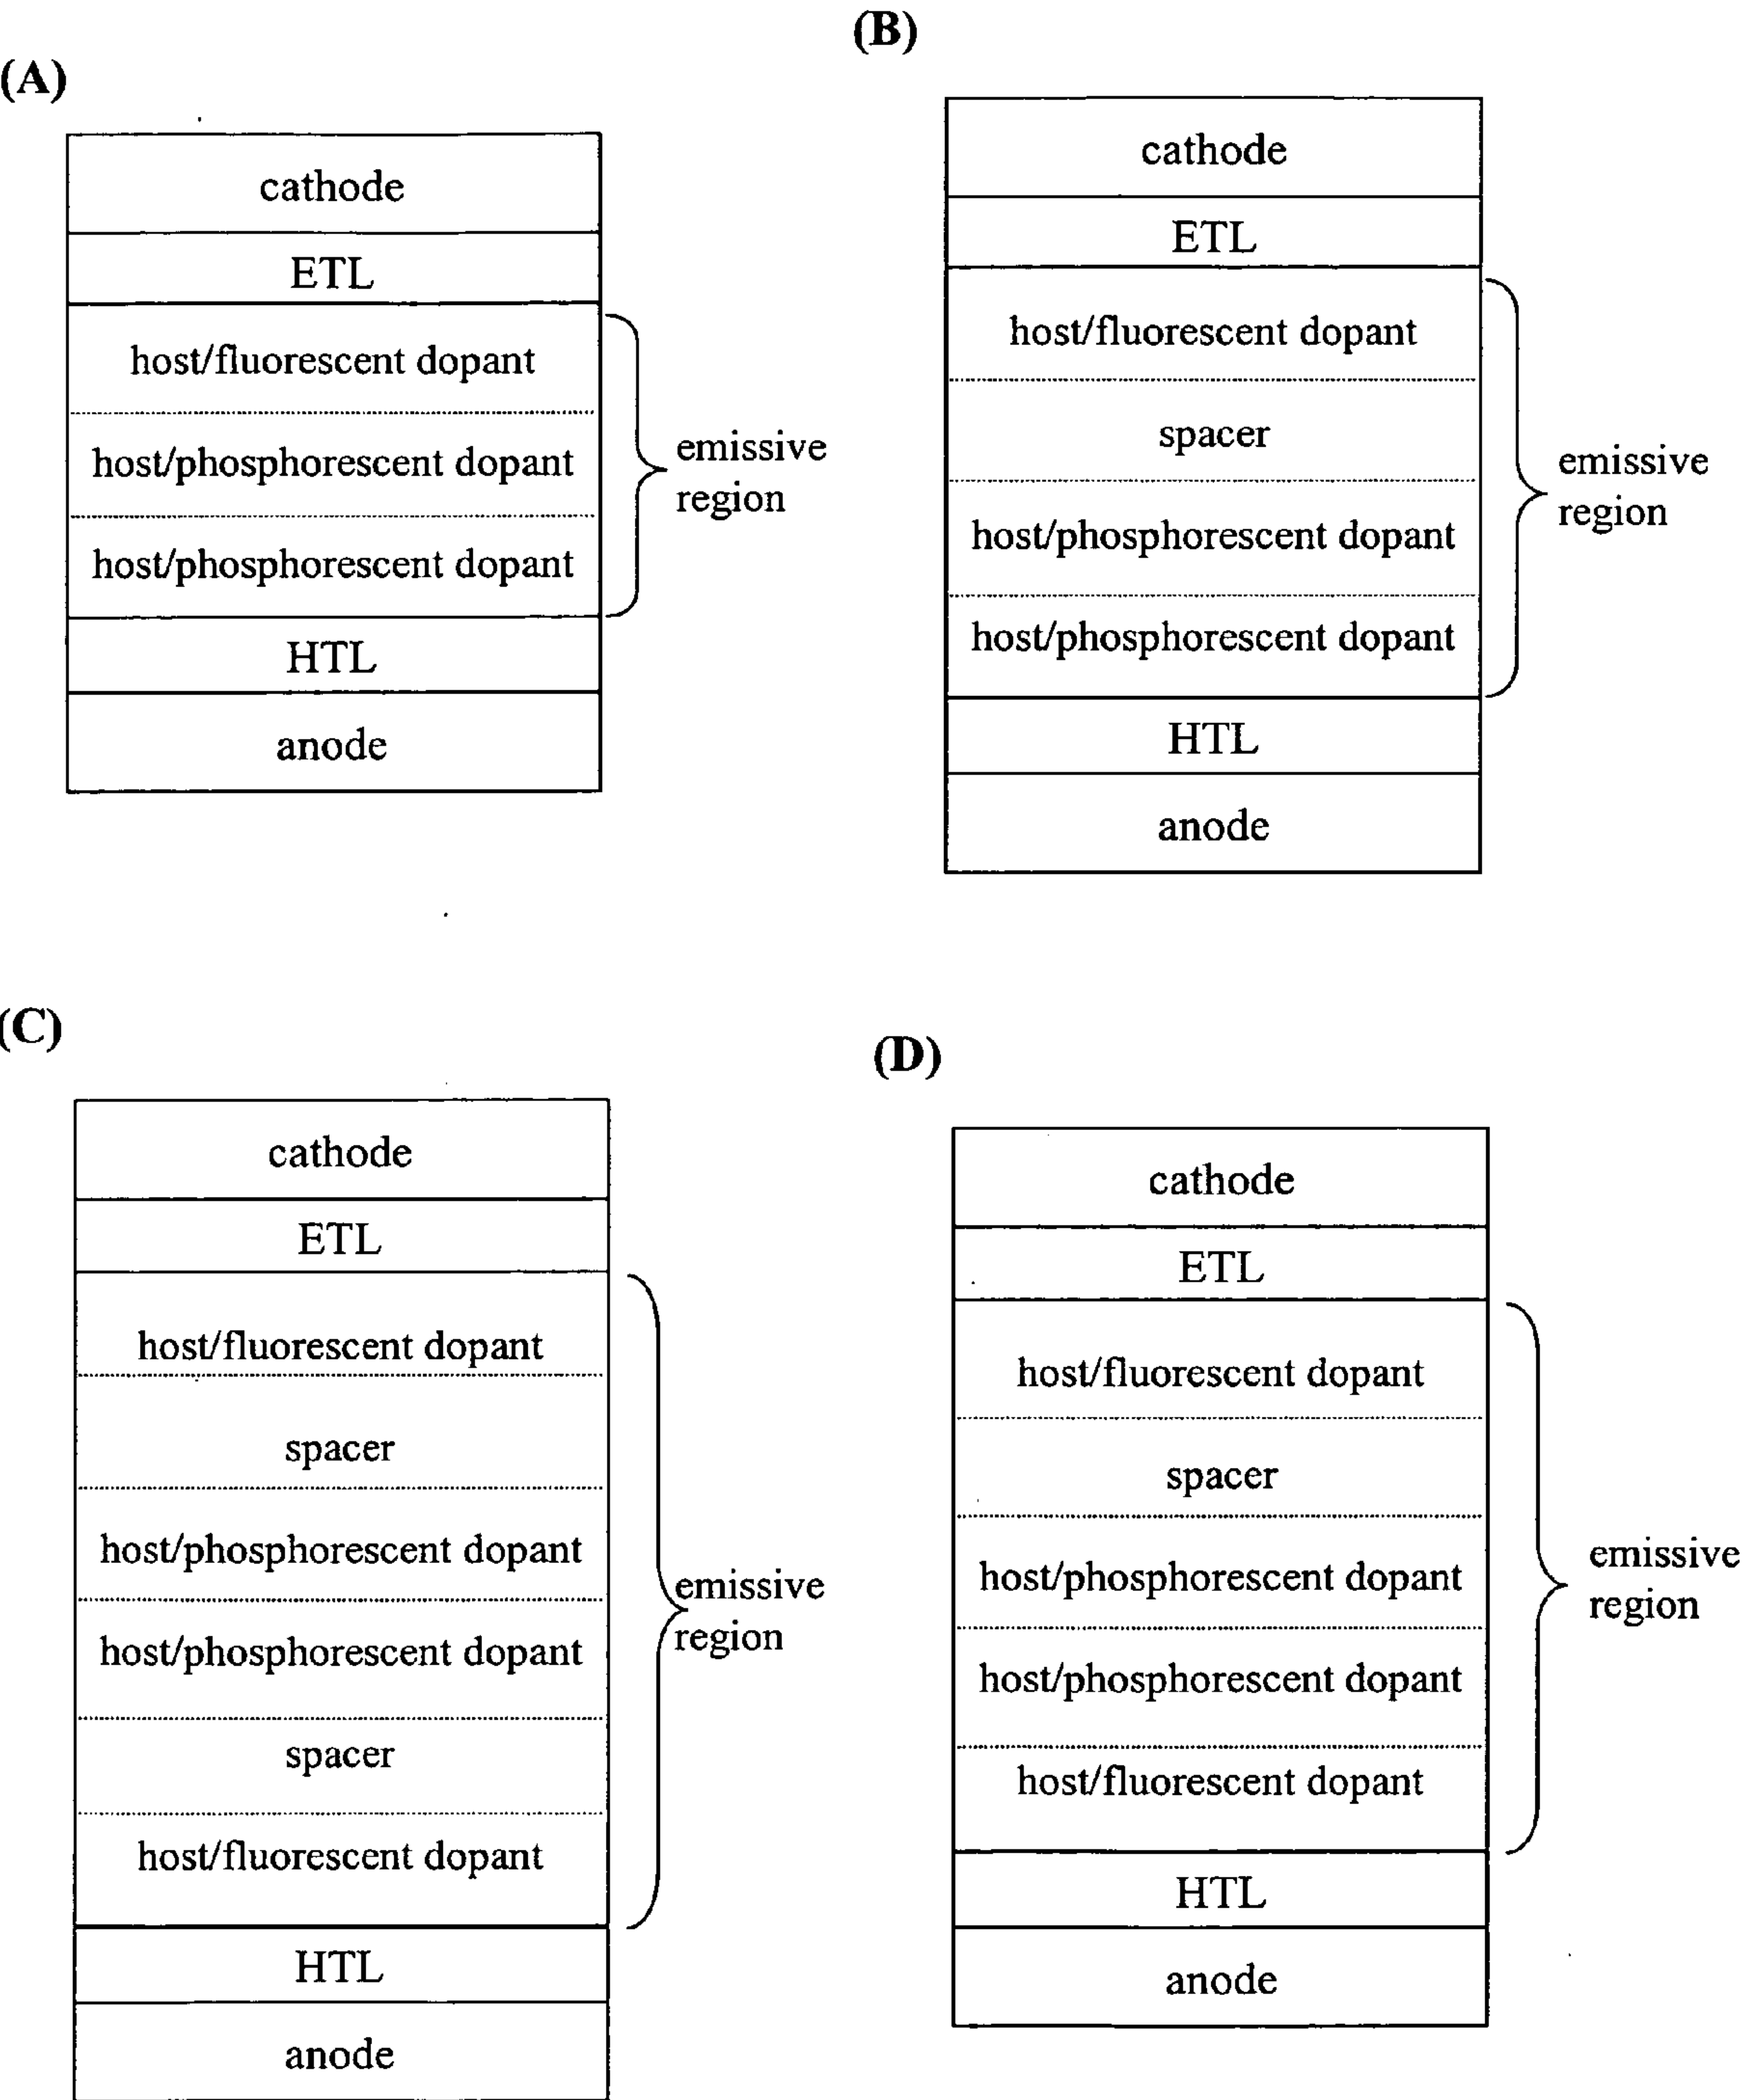 (A)
cathode
ETL
host/fluorescent dopant
host/phosphorescent dopant
host/phosphorescent dopant
HTL
anode
emissive
region
(B)
cathode
ETL
host/fluorescent dopant
spacer
host/phosphorescent dopant
host/phosphorescent dopant
HTL
anode
emissive
region
(C)
cathode
ETL
host/fluorescent dopant
spacer
host/phosphorescent dopant
host/phosphorescent dopant
spacer
host/fluorescent dopant
HTL
anode
emissive
region
(D)
cathode
ETL
host/fluorescent dopant
spacer
host/phosphorescent dopant
host/phosphorescent dopant
host/fluorescent dopant
HTL
anode
emissive
region